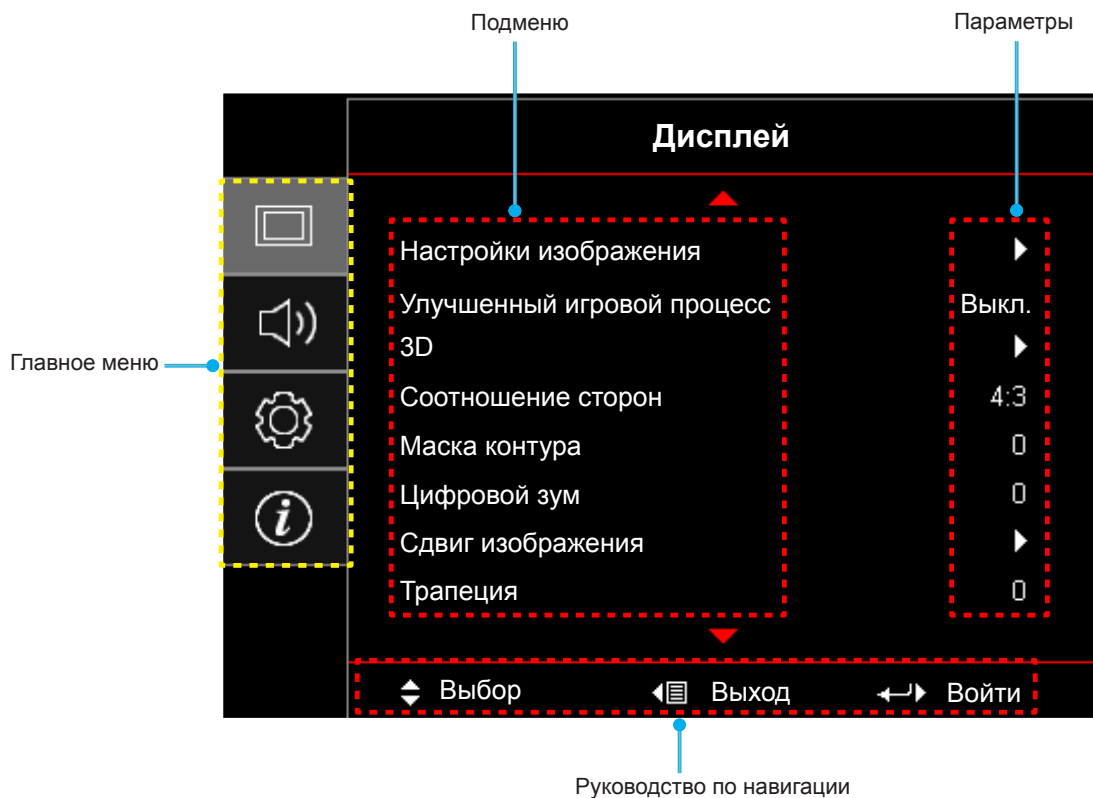 Подменю
Параметры
Дисплей
Настройки изображения
Улучшенный игровой процесс Выкл.
3D
Соотношение сторон 4:3
Главное меню
Маска контура 0
Цифровой зум 0
Сдвиг изображения
Трапеция 0
Выбор Выход Войти
Руководство по навигации